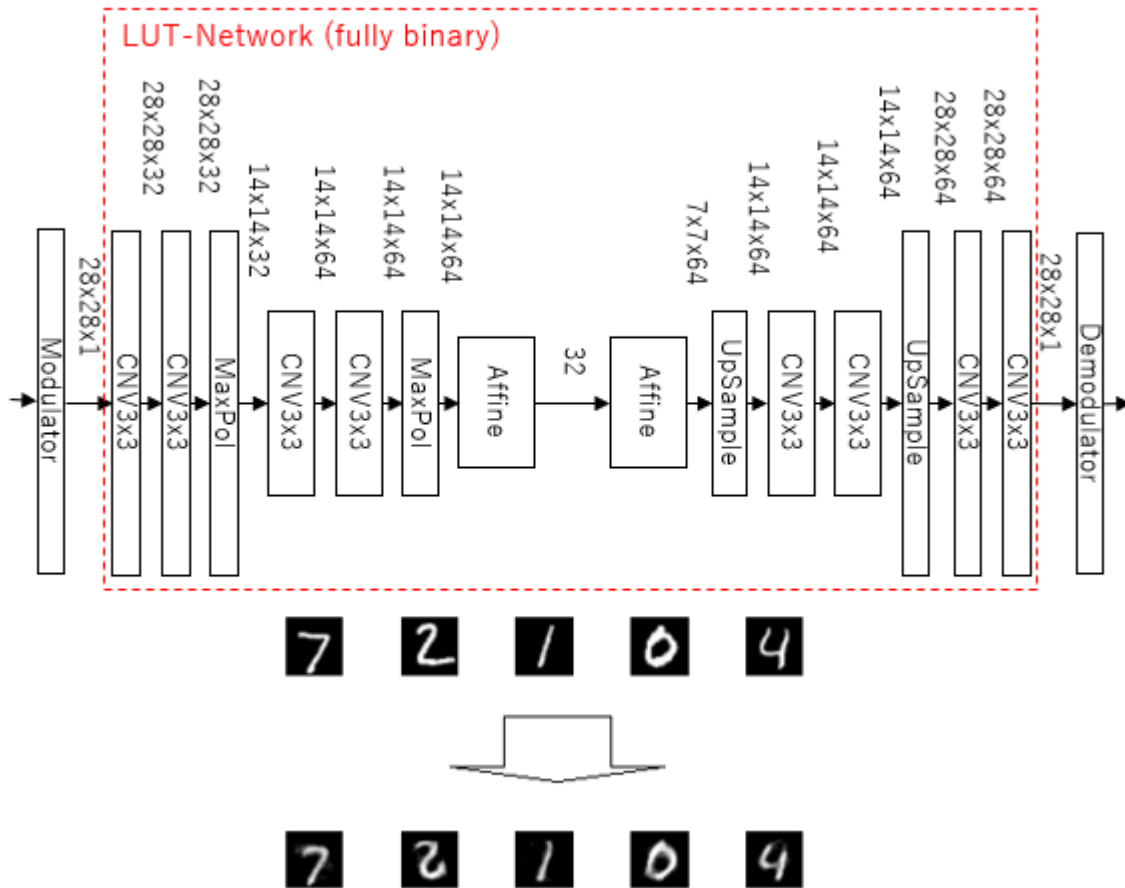 LUT-Network (fully binary)
28x28x1
28x28x32
28x28x32
14x14x32
14x14x64
14x14x64
14x14x64
32
7x7x64
14x14x64
14x14x64
14x14x64
28x28x64
28x28x64
28x28x1
Modulator
CNV3x3
CNV3x3
MaxPol
CNV3x3
CNV3x3
MaxPol
Affine
Affine
UpSample
CNV3x3
CNV3x3
UpSample
CNV3x3
CNV3x3
Demodulator
7 2 1 0 4
7 2 1 0 9